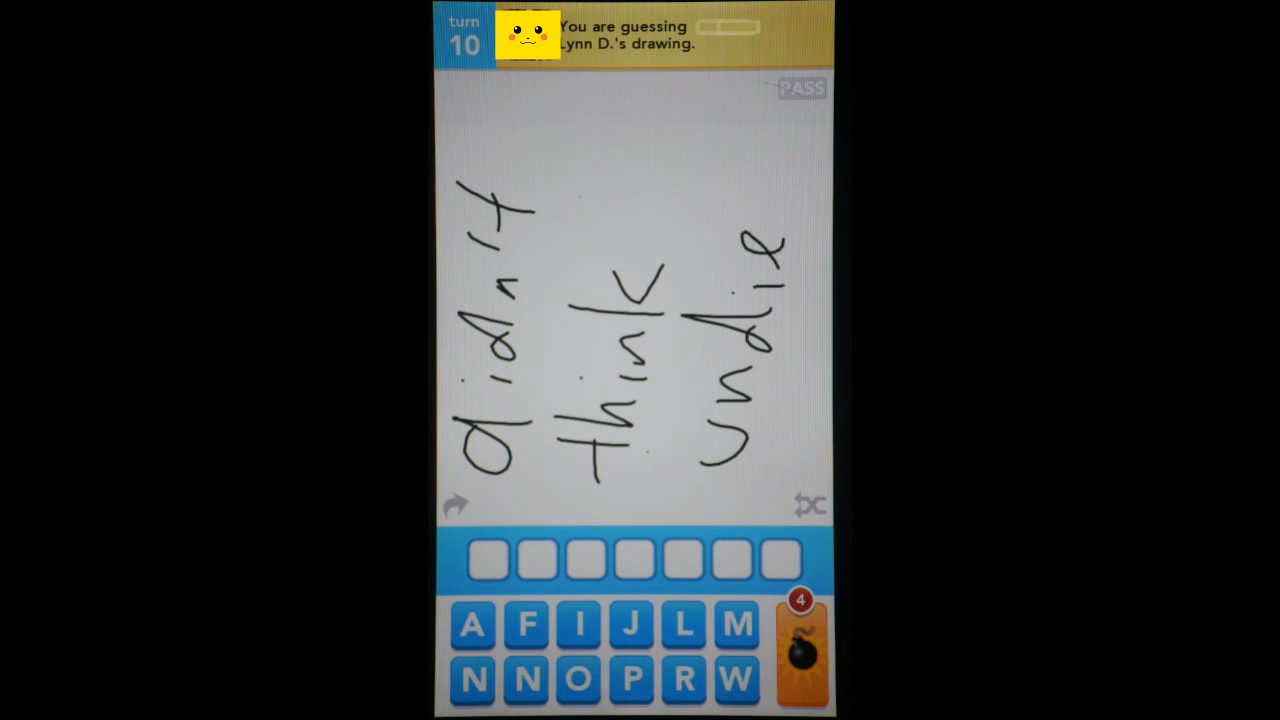 turn
10
You are guessing
Lynn D.'s drawing.
PASS
didn't
think
undie
4
A F I J L M
N N O P R W